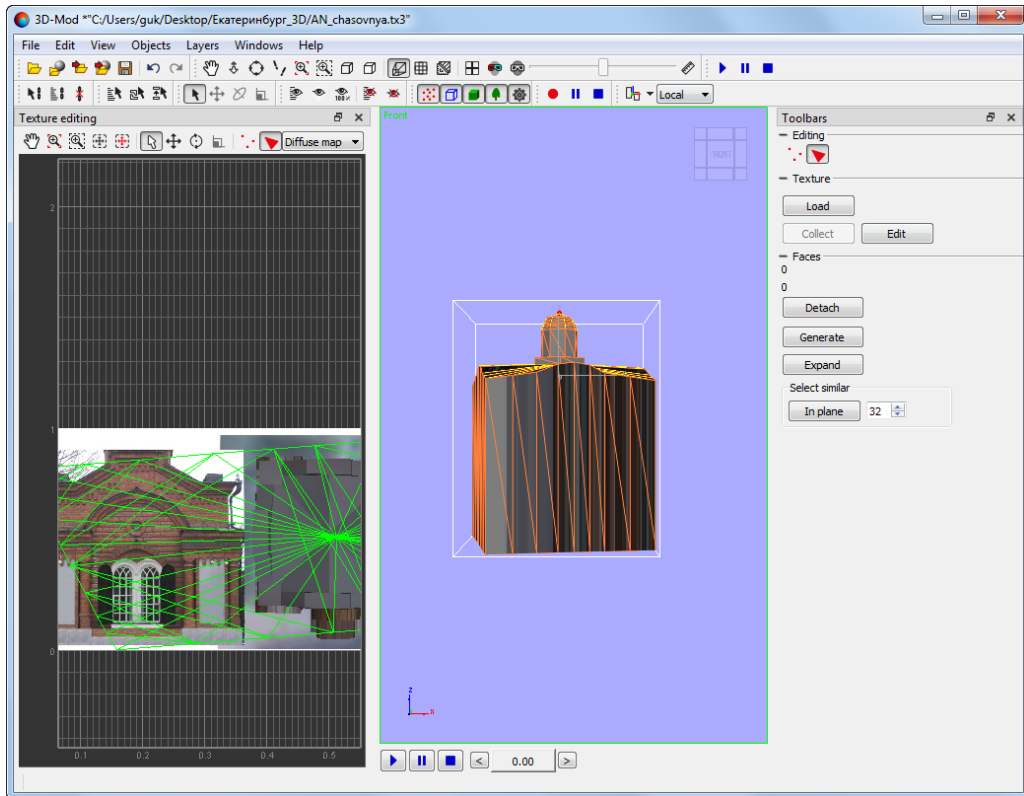 3D-Mod *"C:/Users/guk/Desktop/Екатеринбург_3D/AN_chasovnya.tx3"
File Edit View Objects Layers Windows Help
100%
Local
Texture editing
Diffuse map
2
1
0
0.1 0.2 0.3 0.4 0.5
Front
FRONT
z
x
0.00
Toolbars
Editing
Texture
Load
Collect Edit
Faces
0
0
Detach
Generate
Expand
Select similar
In plane 32